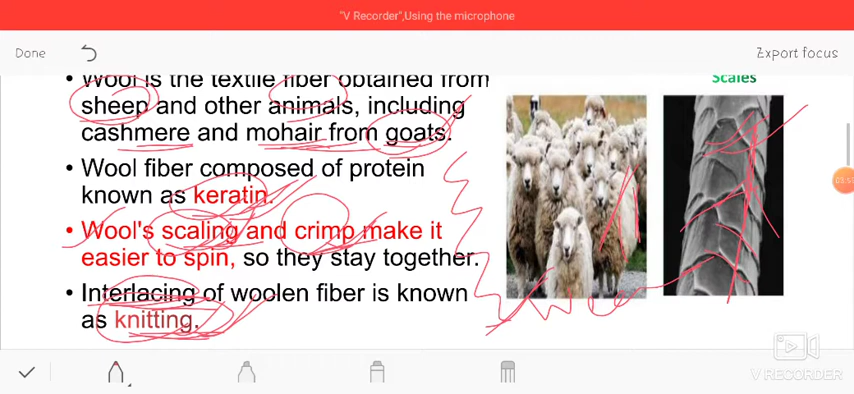 "V Recorder",Using the microphone
Done
Export focus
• Wool is the textile fiber obtained from
sheep and other animals, including
cashmere and mohair from goats.
• Wool fiber composed of protein
known as keratin.
• Wool's scaling and crimp make it
easier to spin, so they stay together.
• Interlacing of woolen fiber is known
as knitting.
Scales
V RECORDER